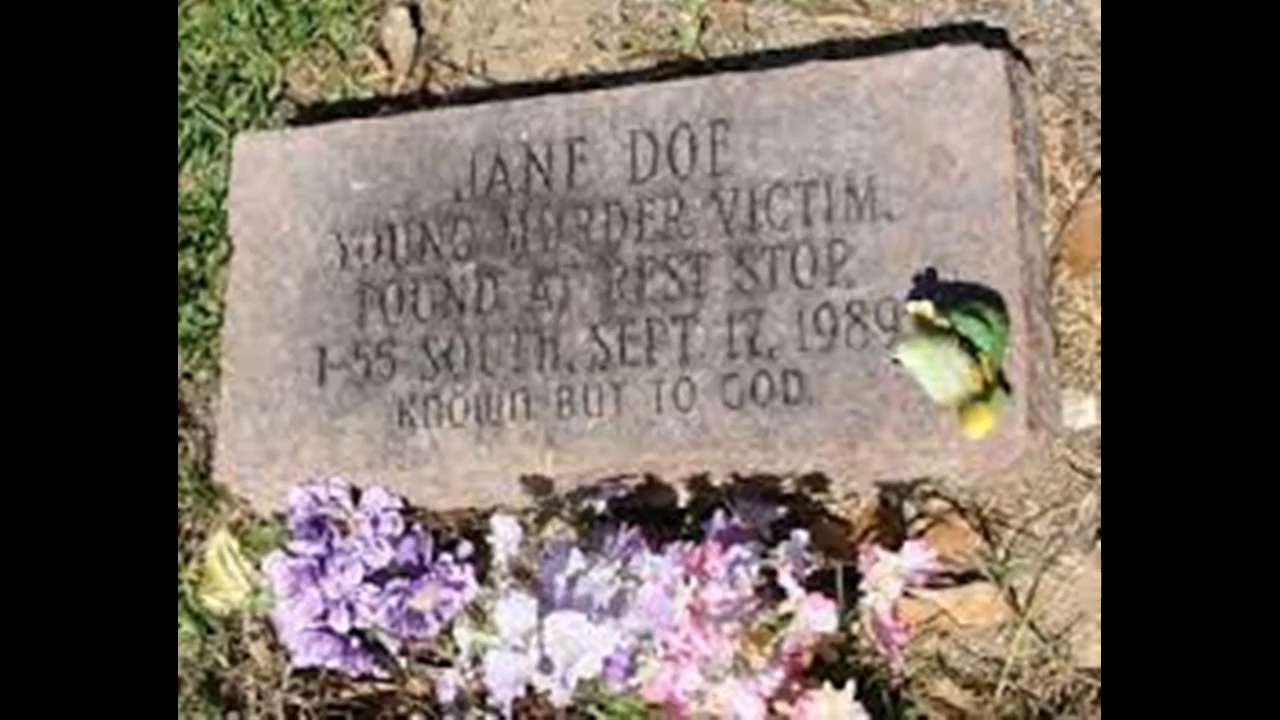 JANE DOE
YOUNG MURDER VICTIM.
FOUND AT REST STOP,
I-55 SOUTH, SEPT. 17, 1989
KNOWN BUT TO GOD.